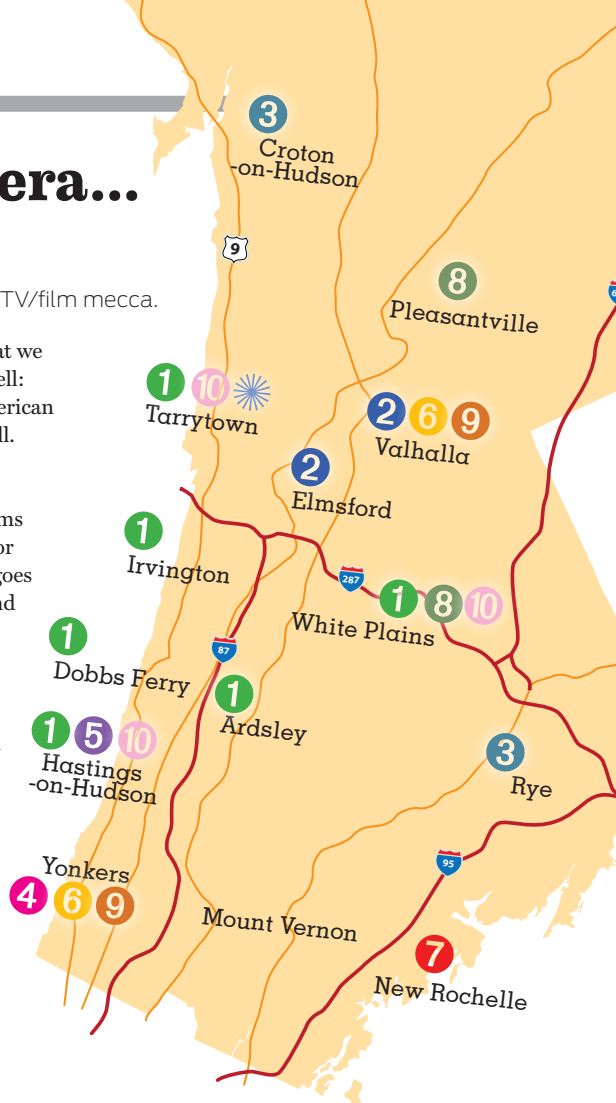 era...
TV/film mecca.
at we
ell:
erican
ll.
ms
or
goes
nd
3
Croton
-on-Hudson
9
8
Pleasantville
1 10
Tarrytown
2 6 9
Valhalla
2
Elmsford
1
Irvington
287
1 8 10
White Plains
1
Dobbs Ferry
87
1
Ardsley
1 5 10
Hastings
-on-Hudson
3
Rye
95
Yonkers
4 6 9
Mount Vernon
7
New Rochelle